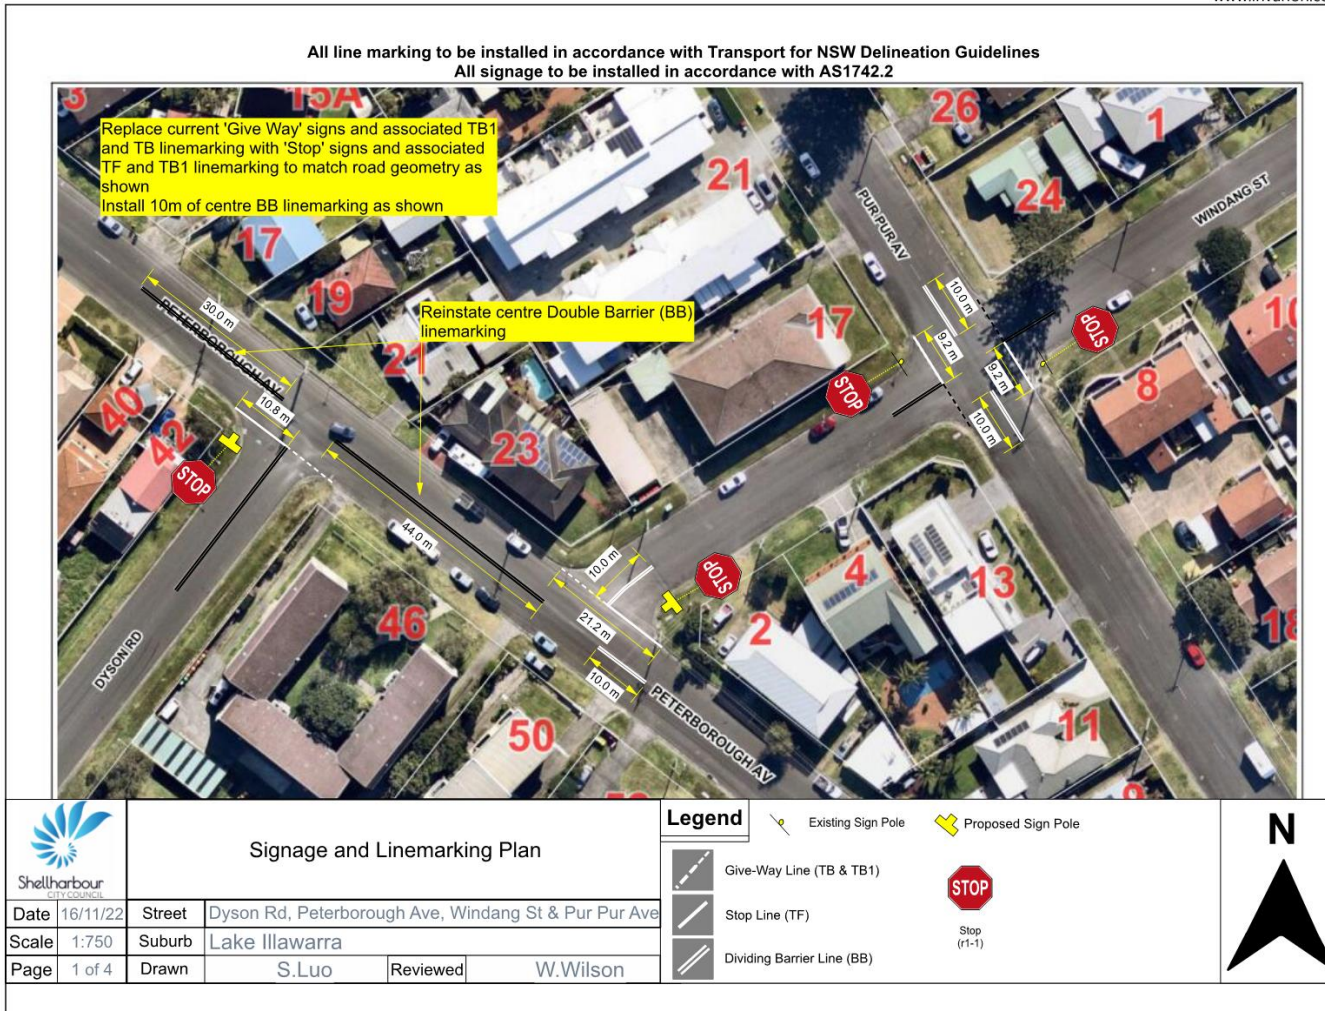 All line marking to be installed in accordance with Transport for NSW Delineation Guidelines
All signage to be installed in accordance with AS1742.2
3
15A
26
1
Replace current 'Give Way' signs and associated TB1
and TB linemarking with 'Stop' signs and associated
TF and TB1 linemarking to match road geometry as
shown
Install 10m of centre BB linemarking as shown
21
24
PUR PUR AV
WINDANG ST
17
19
30.0 m
PETERBOROUGH AV
Reinstate centre Double Barrier (BB)
linemarking
21
17
10.0 m
9.2 m
9.2 m
10.0 m
STOP
STOP
10
8
40
42
10.8 m
STOP
23
44.0 m
10.0 m
STOP
21.2 m
10.0 m
4
13
2
46
18
DYSON RD
PETERBOROUGH AV
50
11
Shellharbour
CITY COUNCIL
Signage and Linemarking Plan
Date 16/11/22 Street Dyson Rd, Peterborough Ave, Windang St & Pur Pur Ave
Scale 1:750 Suburb Lake Illawarra
Page 1 of 4 Drawn S.Luo Reviewed W.Wilson
Legend
Existing Sign Pole
Proposed Sign Pole
Give-Way Line (TB & TB1)
Stop Line (TF)
Dividing Barrier Line (BB)
STOP
Stop
(r1-1)
N